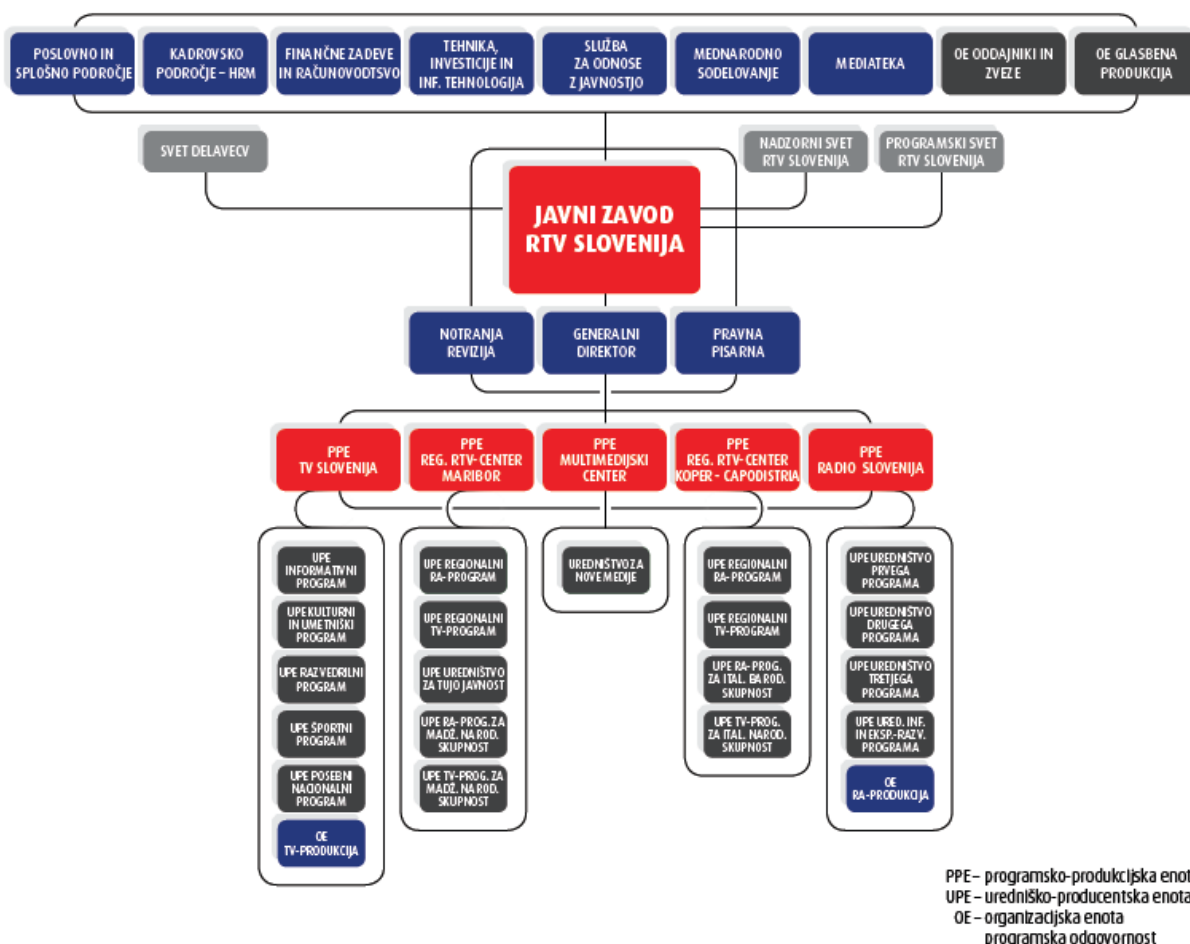 POSLOVNO IN
SPLOŠNO PODROČJE
KADROVSKO
PODROČJE – HRM
FINANČNE ZADEVE
IN RAČUNOVODTSVO
TEHNIKA,
INVESTICIJE IN
INF. TEHNOLOGIJA
SLUŽBA
ZA ODNOSE
Z JAVNOSTJO
MEDNARODNO
SODELOVANJE
MEDIATEKA
OE ODDAJNIKI IN
ZVEZE
OE GLASBENA
PRODUKCIJA
SVET DELAVECV
NADZORNI SVET
RTV SLOVENIJA
PROGRAMSKI SVET
RTV SLOVENIJA
JAVNI ZAVOD
RTV SLOVENIJA
NOTRANJA
REVIZIJA
GENERALNI
DIREKTOR
PRAVNA
PISARNA
PPE
TV SLOVENIJA
PPE
REG. RTV-CENTER
MARIBOR
PPE
MULTIMEDIJSKI
CENTER
PPE
REG. RTV-CENTER
KOPER - CAPODISTRIA
PPE
RADIO SLOVENIJA
UPE
INFORMATIVNI
PROGRAM
UPE KULTURNI
IN UMETNIŠKI
PROGRAM
UPE RAZVEDRILNI
PROGRAM
UPE ŠPORTNI
PROGRAM
UPE POSEBNI
NACIONALNI
PROGRAM
OE
TV-PRODUKCIJA
UPE REGIONALNI
RA-PROGRAM
UPE REGIONALNI
TV-PROGRAM
UPE UREDNIŠTVO
ZA TUJO JAVNOST
UPE RA-PROG. ZA
MADŽ. NAROD.
SKUPNOST
UPE TV-PROG. ZA
MADŽ. NAROD.
SKUPNOST
UREDNIŠTVO ZA
NOVE MEDIJE
UPE REGIONALNI
RA-PROGRAM
UPE REGIONALNI
TV-PROGRAM
UPE RA-PROG.
ZA ITAL. BAROD.
SKUPNOST
UPE TV-PROG.
ZA ITAL. NAROD.
SKUPNOST
UPE UREDNIŠTVO
PRVEGA
PROGRAMA
UPE UREDNIŠTVO
DRUGEGA
PROGRAMA
UPE UREDNIŠTVO
TRETJEGA
PROGRAMA
UPE URED. INF.
IN EKSP.-RAZV.
PROGRAMA
OE
RA-PRODUKCIJA
PPE – programsko-produkcijska enot
UPE – uredniško-producentska enota
OE – organizacijska enota
programska odgovornost